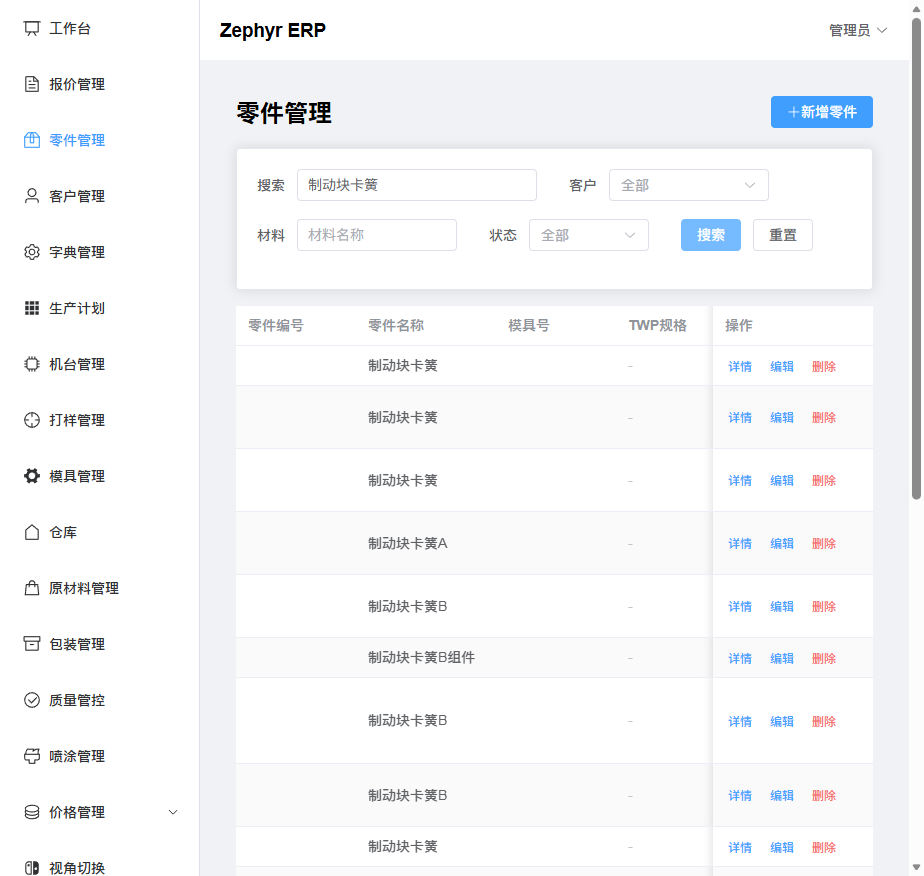 工作台
报价管理
零件管理
客户管理
字典管理
生产计划
机台管理
打样管理
模具管理
仓库
原材料管理
包装管理
质量管控
喷涂管理
价格管理
视角切换
Zephyr ERP
管理员
零件管理
+新增零件
搜索 制动块卡簧 客户 全部
材料 材料名称 状态 全部 搜索 重置
零件编号 零件名称 模具号 TWP规格 操作
制动块卡簧 - 详情 编辑 删除
制动块卡簧 - 详情 编辑 删除
制动块卡簧 - 详情 编辑 删除
制动块卡簧A - 详情 编辑 删除
制动块卡簧B - 详情 编辑 删除
制动块卡簧B组件 - 详情 编辑 删除
制动块卡簧B - 详情 编辑 删除
制动块卡簧B - 详情 编辑 删除
制动块卡簧 - 详情 编辑 删除